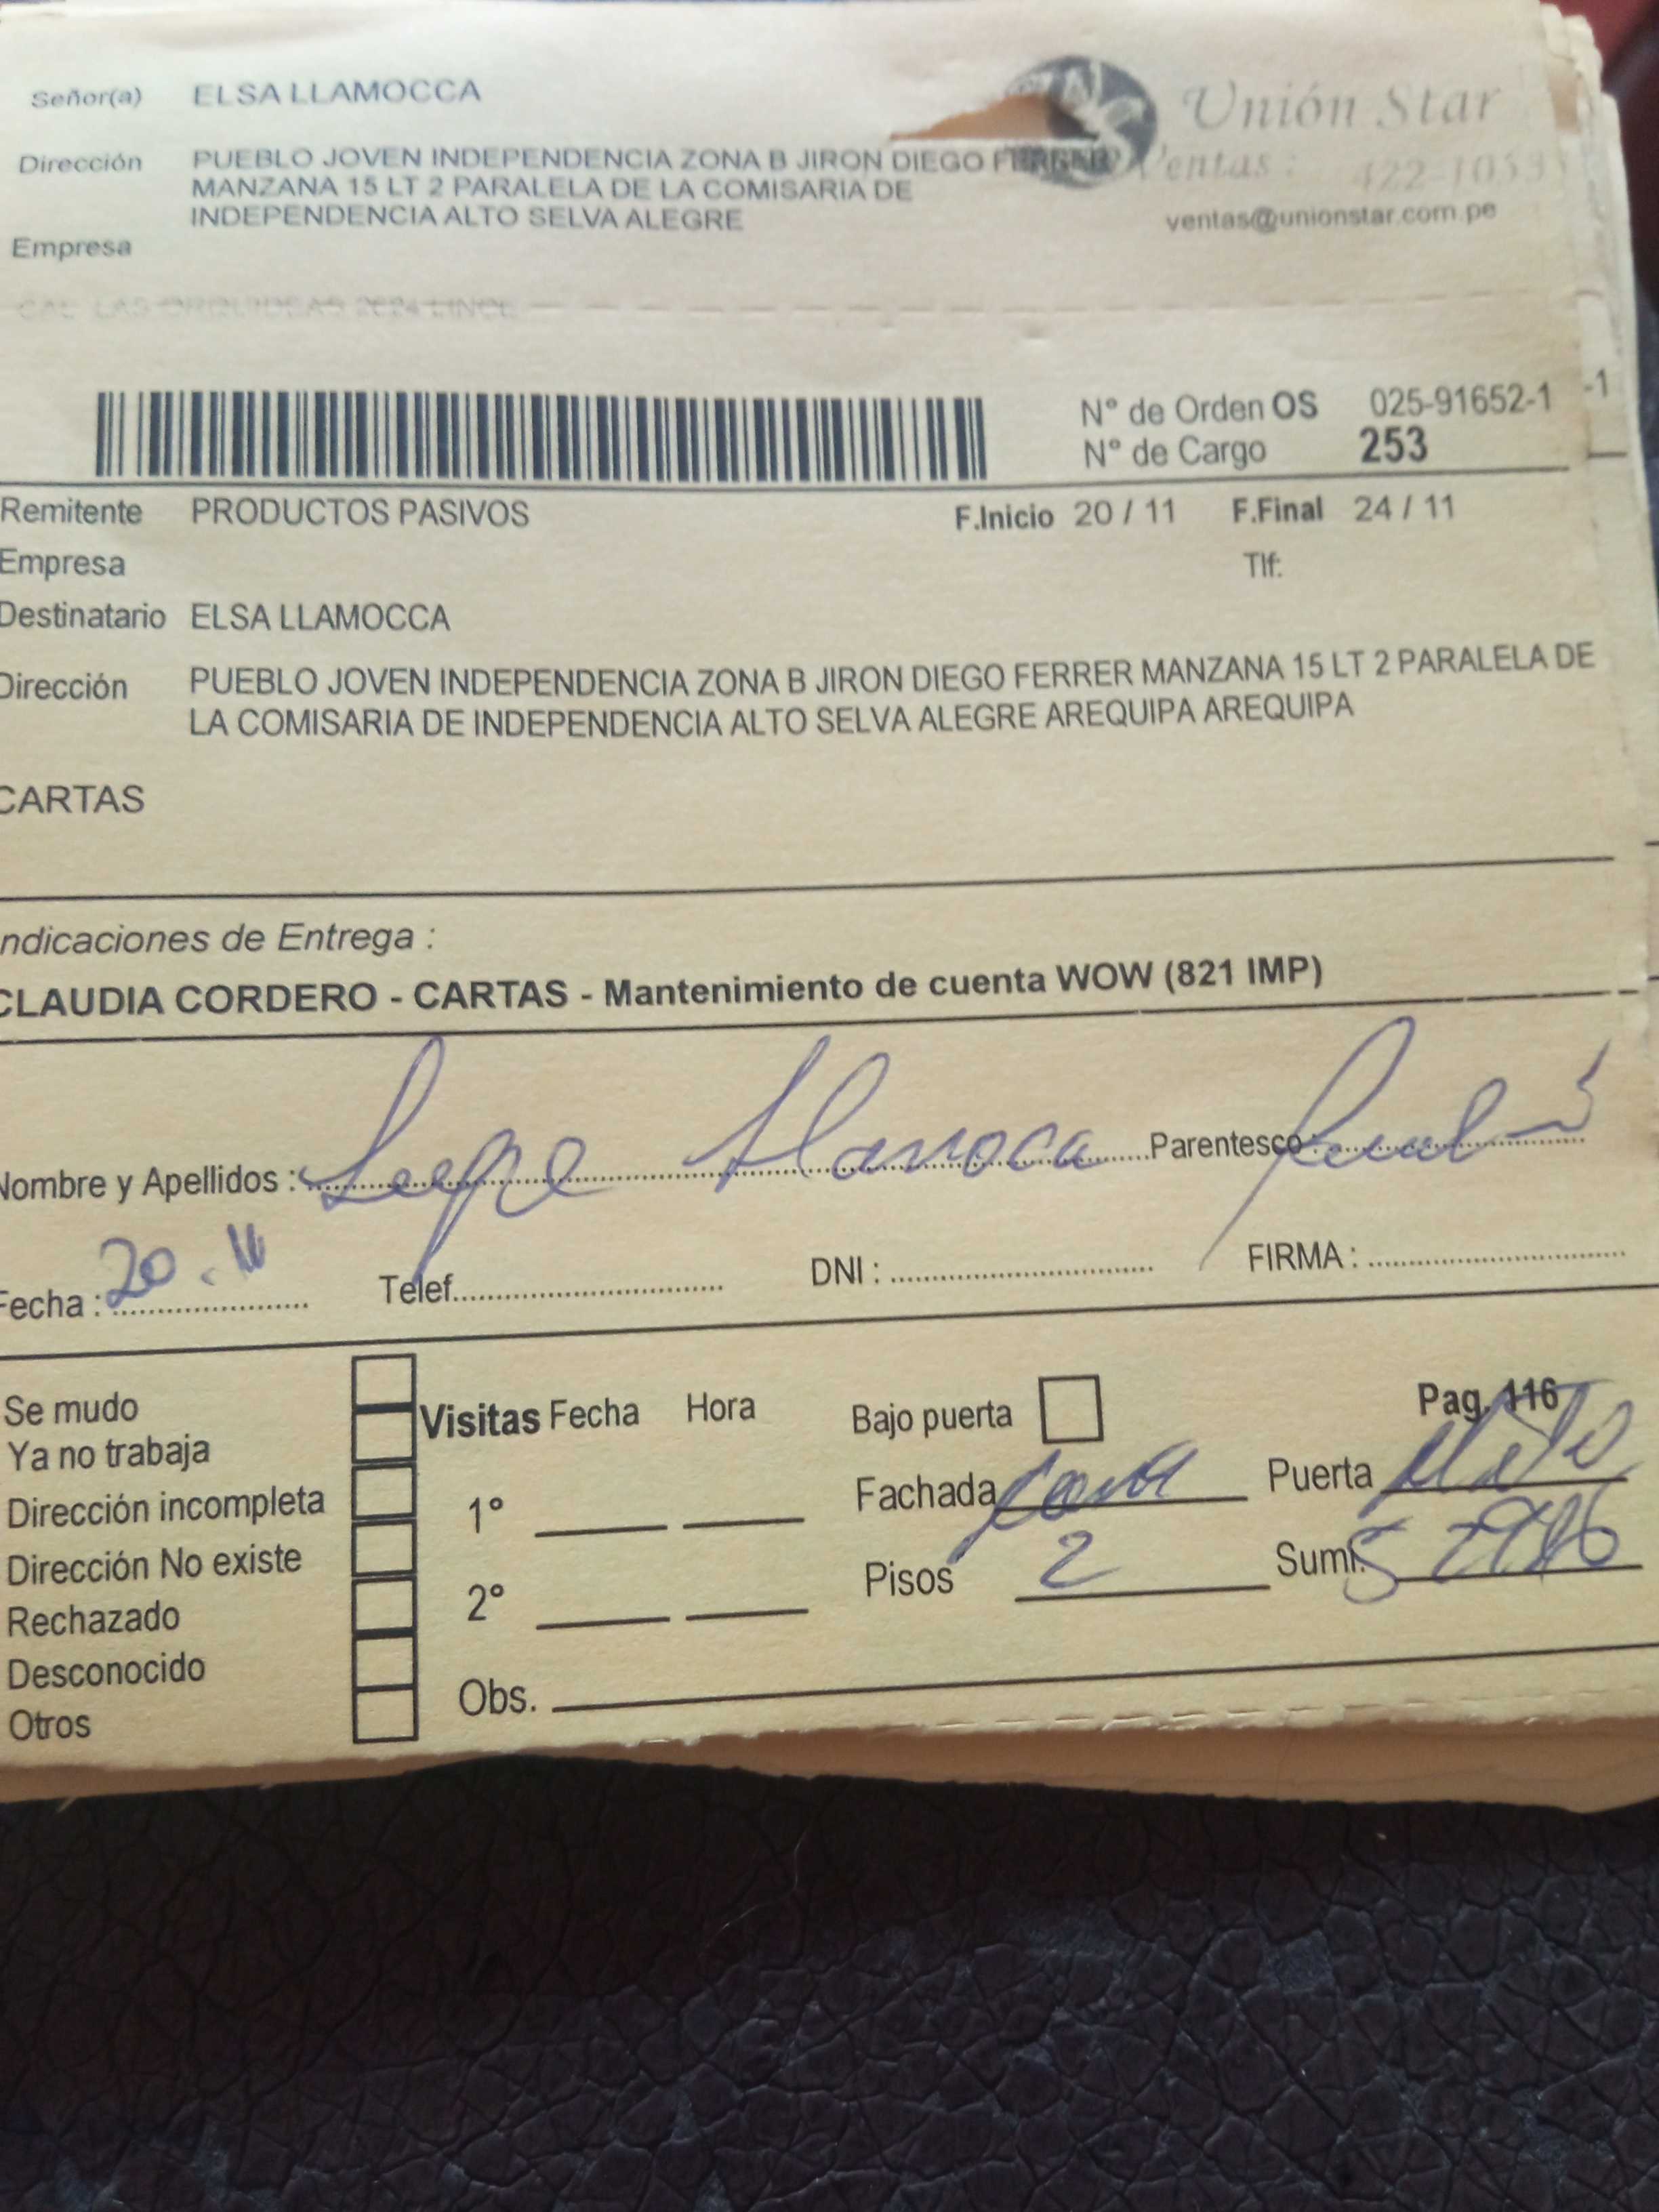 Señor(a) ELSA LLAMOCCA
Unión Star
Dirección PUEBLO JOVEN INDEPENDENCIA ZONA B JIRON DIEGO FERRER
MANZANA 15 LT 2 PARALELA DE LA COMISARIA DE
INDEPENDENCIA ALTO SELVA ALEGRE
Ventas :
ventas@unionstar.com.pe
Empresa
N° de Orden OS 025-91652-1 -1
N° de Cargo 253
Remitente PRODUCTOS PASIVOS F.Inicio 20 / 11 F.Final 24 / 11
Empresa Tlf:
Destinatario ELSA LLAMOCCA
Dirección PUEBLO JOVEN INDEPENDENCIA ZONA B JIRON DIEGO FERRER MANZANA 15 LT 2 PARALELA DE
LA COMISARIA DE INDEPENDENCIA ALTO SELVA ALEGRE AREQUIPA AREQUIPA
CARTAS
ndicaciones de Entrega :
CLAUDIA CORDERO - CARTAS - Mantenimiento de cuenta WOW (821 IMP)
Nombre y Apellidos : Parentesco :
Fecha : 20.11 Telef. DNI : FIRMA :
Se mudo
Ya no trabaja
Dirección incompleta
Dirección No existe
Rechazado
Desconocido
Otros
Visitas Fecha Hora
1°
2°
Obs.
Bajo puerta Pag. 116
Fachada Puerta
Pisos 2 Sumi.